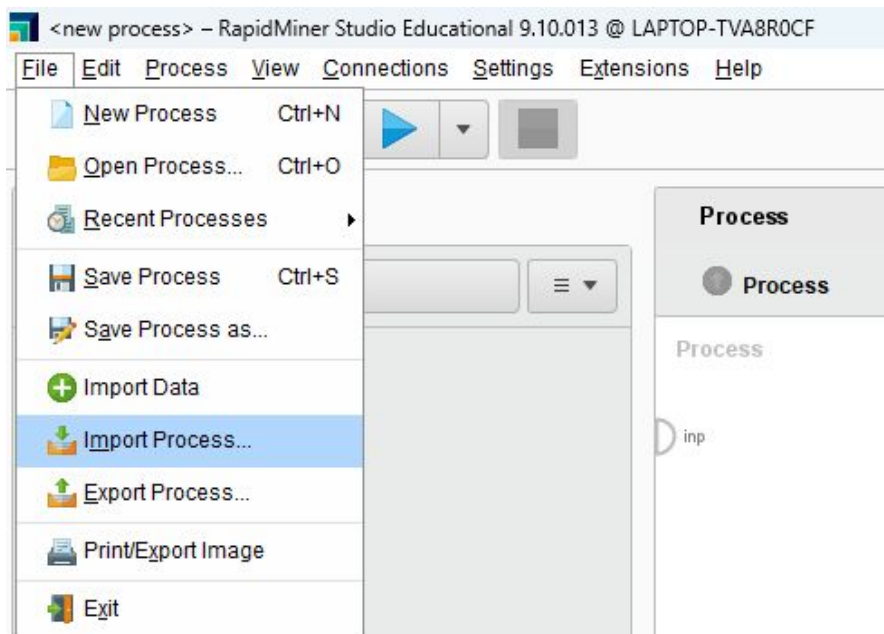 <new process> – RapidMiner Studio Educational 9.10.013 @ LAPTOP-TVA8R0CF
File Edit Process View Connections Settings Extensions Help
New Process Ctrl+N
Open Process... Ctrl+O
Recent Processes
Save Process Ctrl+S
Save Process as...
Import Data
Import Process...
Export Process...
Print/Export Image
Exit
Process
Process
Process
inp